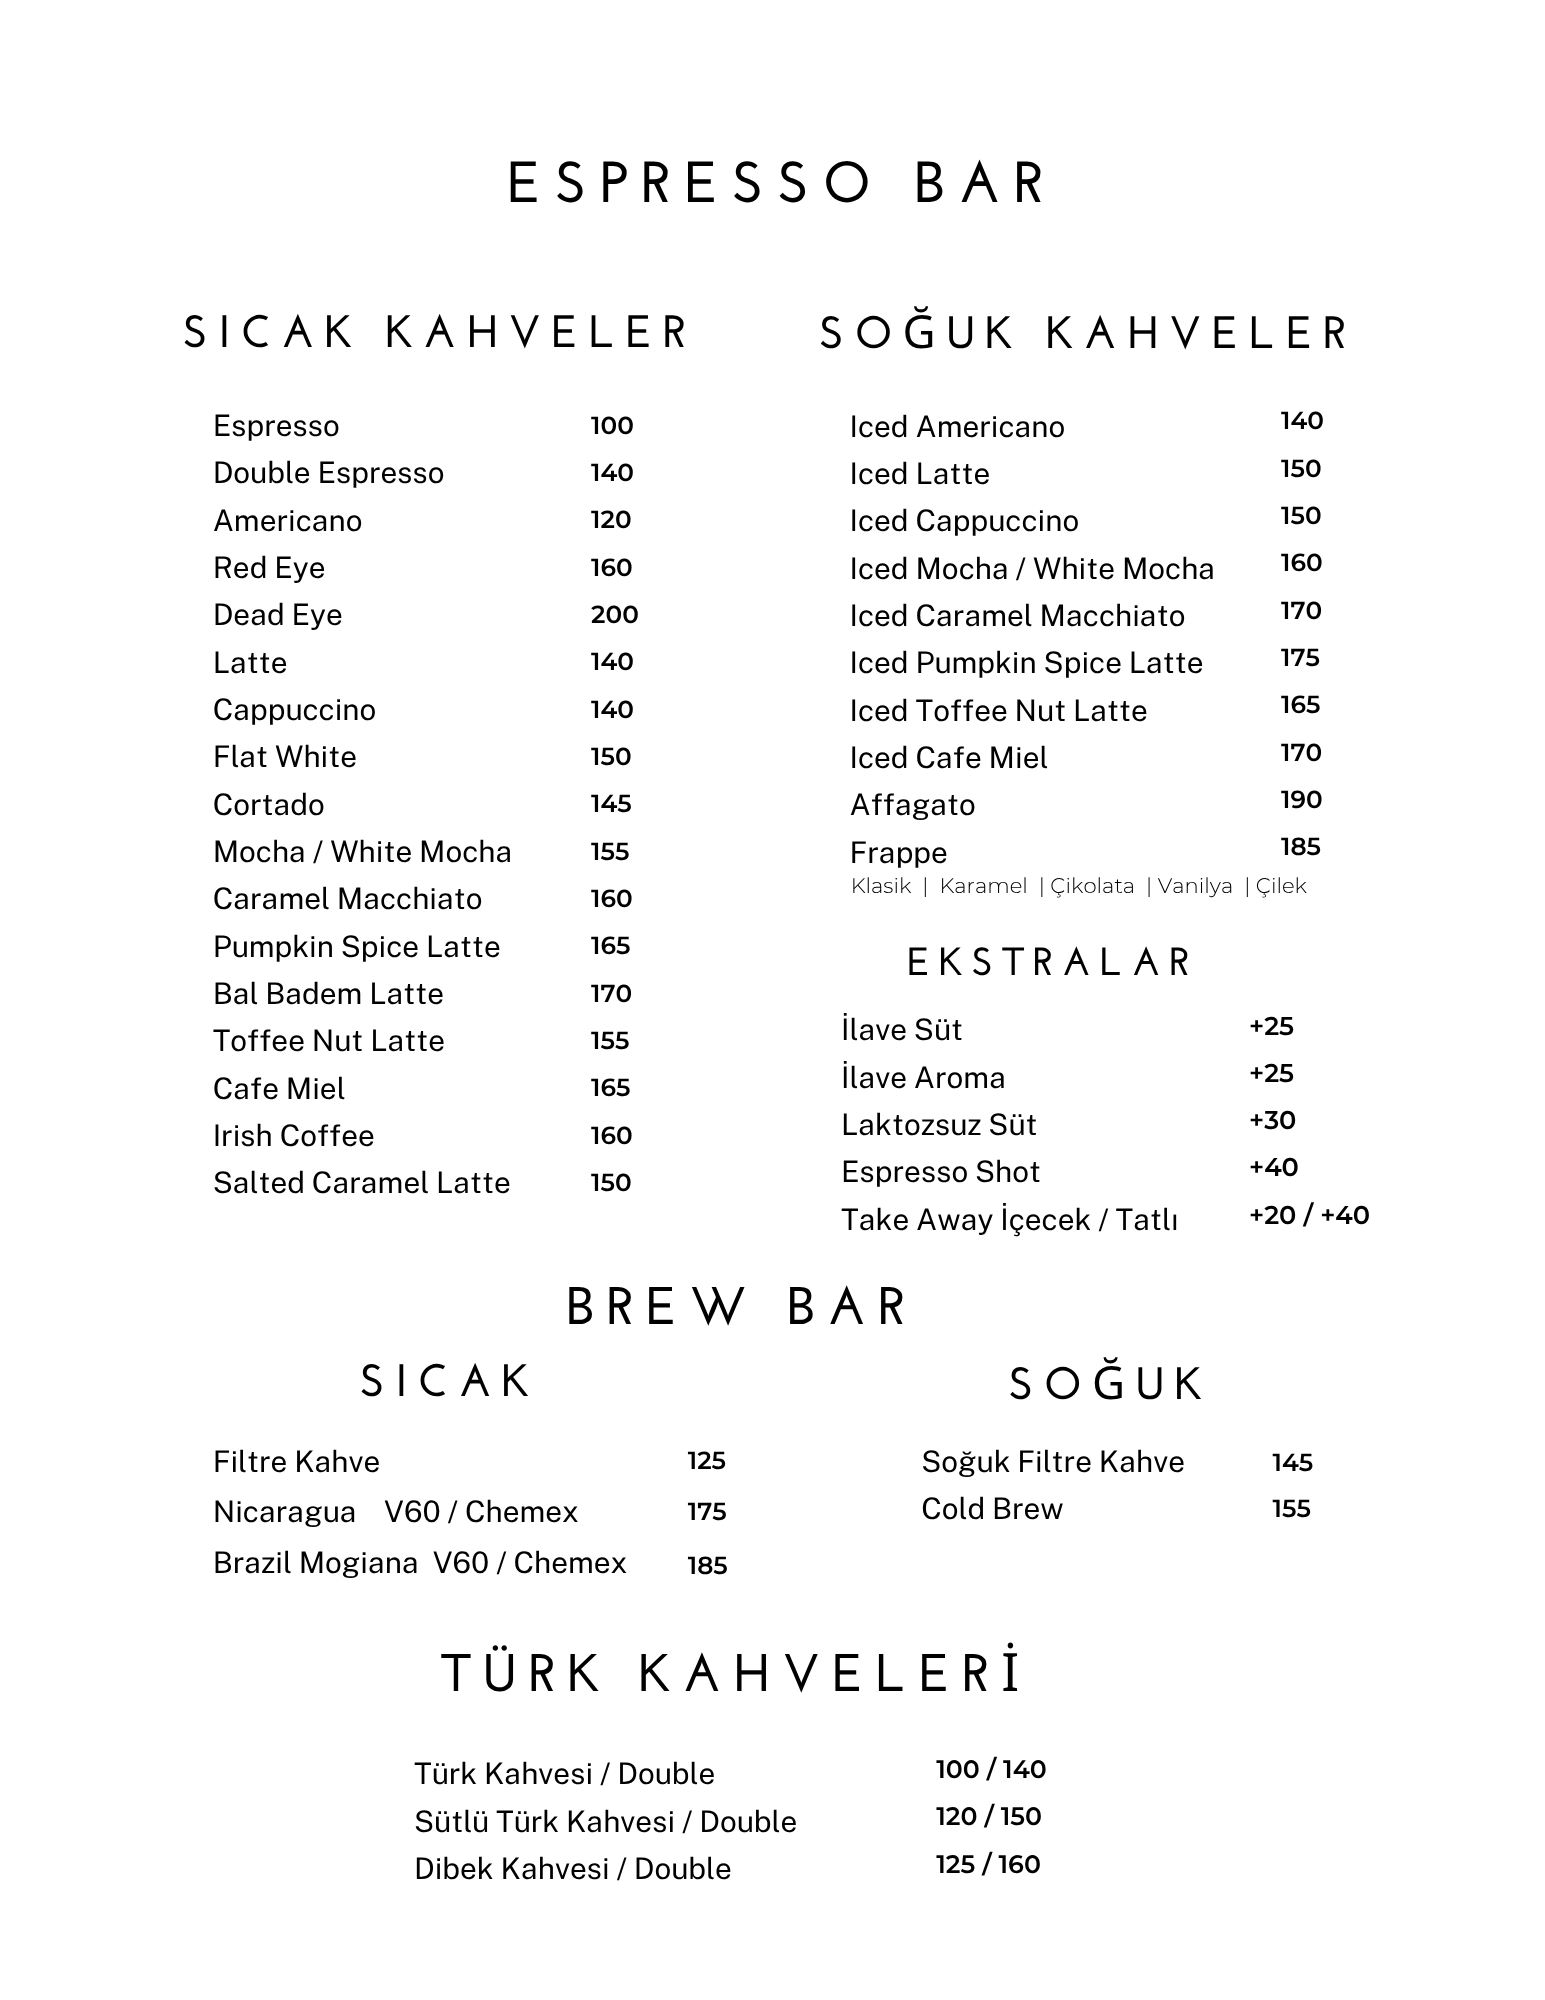 ESPRESSO BAR
SICAK KAHVELER
Espresso 100
Double Espresso 140
Americano 120
Red Eye 160
Dead Eye 200
Latte 140
Cappuccino 140
Flat White 150
Cortado 145
Mocha / White Mocha 155
Caramel Macchiato 160
Pumpkin Spice Latte 165
Bal Badem Latte 170
Toffee Nut Latte 155
Cafe Miel 165
Irish Coffee 160
Salted Caramel Latte 150
SOĞUK KAHVELER
Iced Americano 140
Iced Latte 150
Iced Cappuccino 150
Iced Mocha / White Mocha 160
Iced Caramel Macchiato 170
Iced Pumpkin Spice Latte 175
Iced Toffee Nut Latte 165
Iced Cafe Miel 170
Affagato 190
Frappe 185
Klasik | Karamel | Çikolata | Vanilya | Çilek
EKSTRALAR
İlave Süt +25
İlave Aroma +25
Laktozsuz Süt +30
Espresso Shot +40
Take Away İçecek / Tatlı +20 / +40
BREW BAR
SICAK
Filtre Kahve 125
Nicaragua V60 / Chemex 175
Brazil Mogiana V60 / Chemex 185
SOĞUK
Soğuk Filtre Kahve 145
Cold Brew 155
TÜRK KAHVELERİ
Türk Kahvesi / Double 100 / 140
Sütlü Türk Kahvesi / Double 120 / 150
Dibek Kahvesi / Double 125 / 160